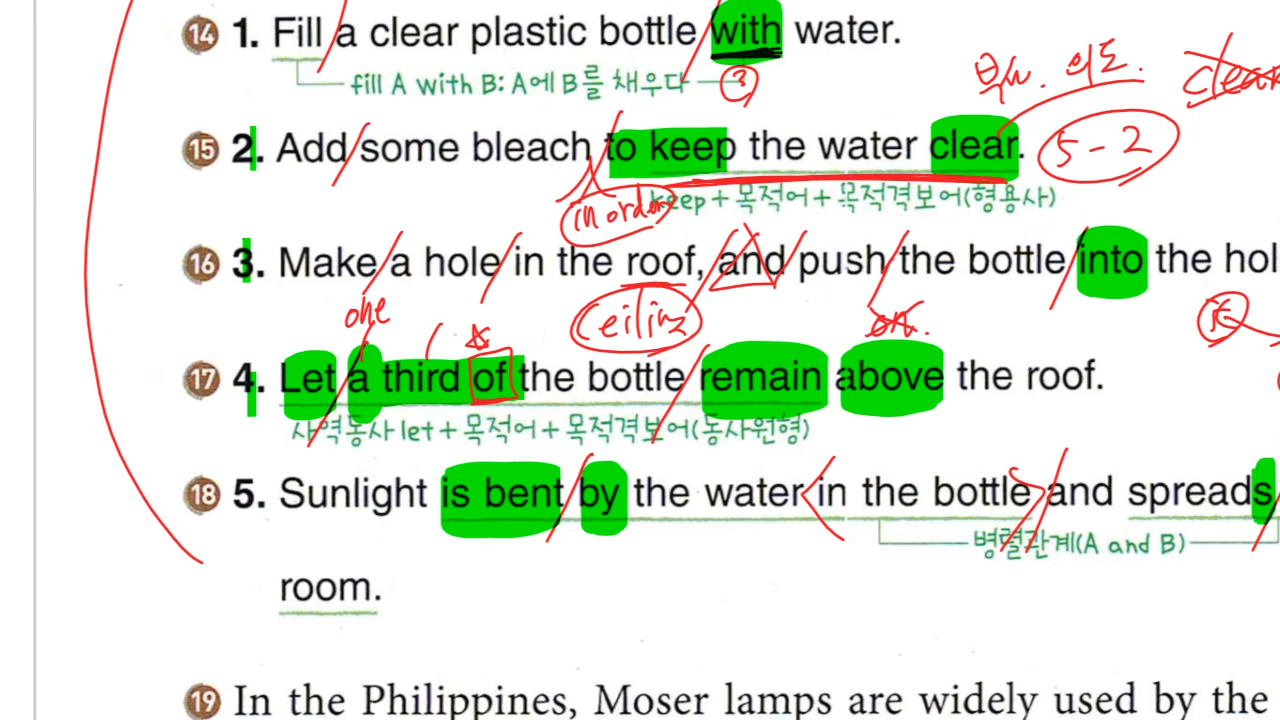 14 1. Fill a clear plastic bottle with water.
fill A with B: A에 B를 채우다
3
목적. 의도.
15 2. Add some bleach to keep the water clear.
5-2
in order
keep + 목적어 + 목적격보어(형용사)
16 3. Make a hole in the roof, and push the bottle into the hol
one
ceiling
on.
it
17 4. Let a third of the bottle remain above the roof.
사역동사 let + 목적어 + 목적격보어(동사원형)
18 5. Sunlight is bent by the water in the bottle and spreads
병렬관계(A and B)
room.
19 In the Philippines, Moser lamps are widely used by the